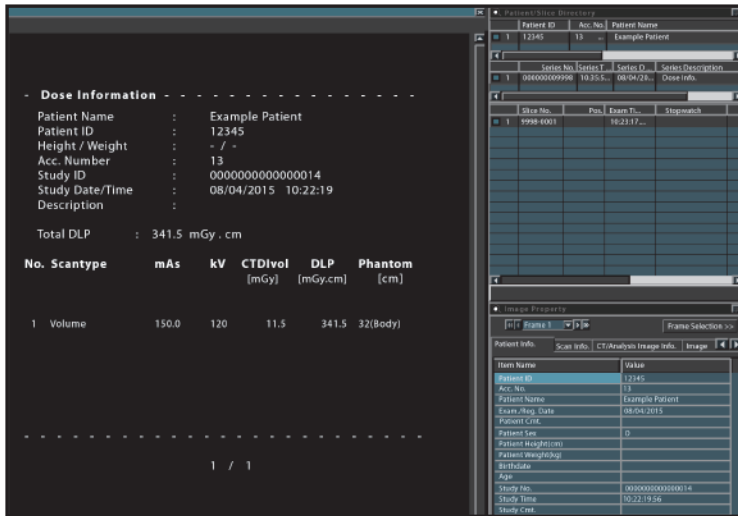 - Dose Information - - - - - - - - - - - - - - -
Patient Name : Example Patient
Patient ID : 12345
Height / Weight : - / -
Acc. Number : 13
Study ID : 0000000000000014
Study Date/Time : 08/04/2015 10:22:19
Description :
Total DLP : 341.5 mGy . cm
No. Scantype mAs kV CTDIvol DLP Phantom
[mGy] [mGy.cm] [cm]
1 Volume 150.0 120 11.5 341.5 32(Body)
- - - - - - - - - - - - - - - - - - - - - - - -
1 / 1
Patient/Slice Directory
Patient ID Acc. No. Patient Name
1 12345 13 ... Example Patient
Series No. Series T... Series D... Series Description
1 000000009998 10:35:5... 08/04/20... Dose Info.
Slice No. Pos. Exam Ti... Stopwatch
1 9998-0001 10:23:17...
Image Property
Frame 1 Frame Selection >>
Patient Info. Scan Info. CT/Analysis Image Info. Image
Item Name Value
Patient ID 12345
Acc. No. 13
Patient Name Example Patient
Exam./Reg. Date 08/04/2015
Patient Cmt.
Patient Sex O
Patient Height(cm)
Patient Weight(kg)
Birthdate
Age
Study No. 0000000000000014
Study Time 10:22:19.56
Study Cmt.